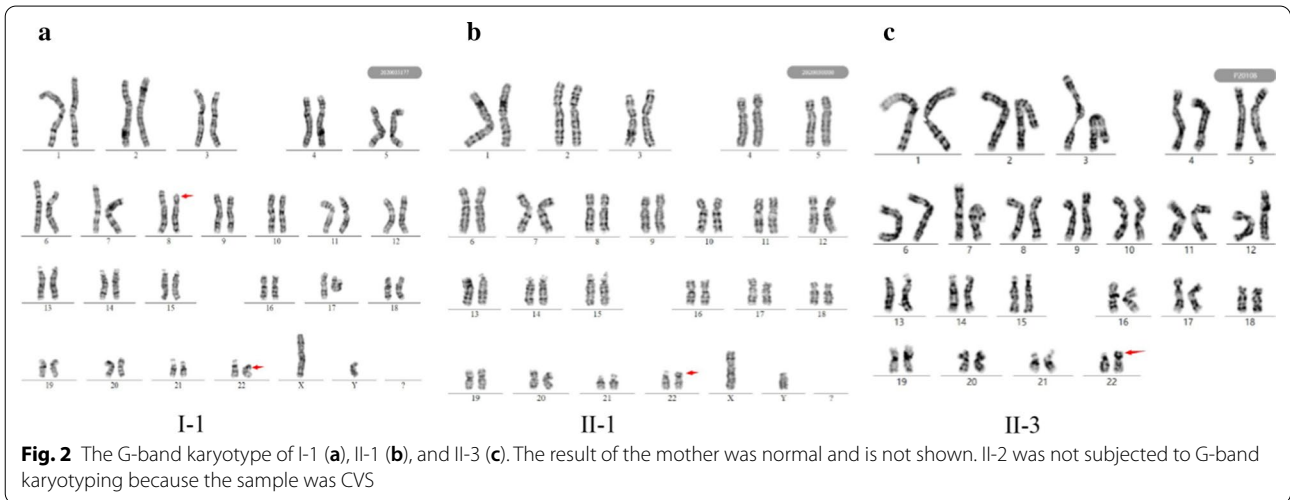 a
b
c
P20108
1 2 3 4 5
1 2 3 4 5
1 2 3 4 5
6 7 8 9 10 11 12
6 7 8 9 10 11 12
6 7 8 9 10 11 12
13 14 15 16 17 18
13 14 15 16 17 18
13 14 15 16 17 18
19 20 21 22 X Y ?
19 20 21 22 X Y ?
19 20 21 22
I-1
II-1
II-3
Fig. 2 The G-band karyotype of I-1 (a), II-1 (b), and II-3 (c). The result of the mother was normal and is not shown. II-2 was not subjected to G-band
karyotyping because the sample was CVS